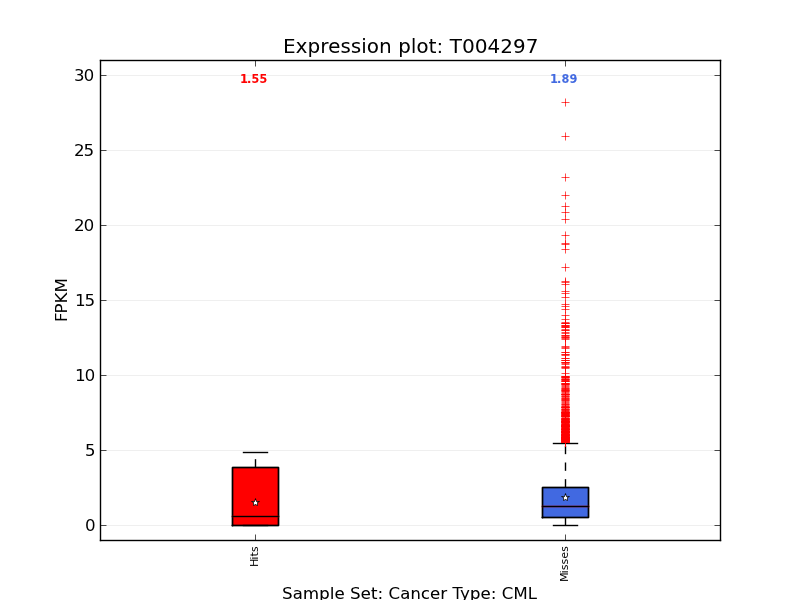 Expression plot: T004297
1.55
1.89
30
25
20
15
10
5
0
FPKM
Hits
Misses
Sample Set: Cancer Type: CML